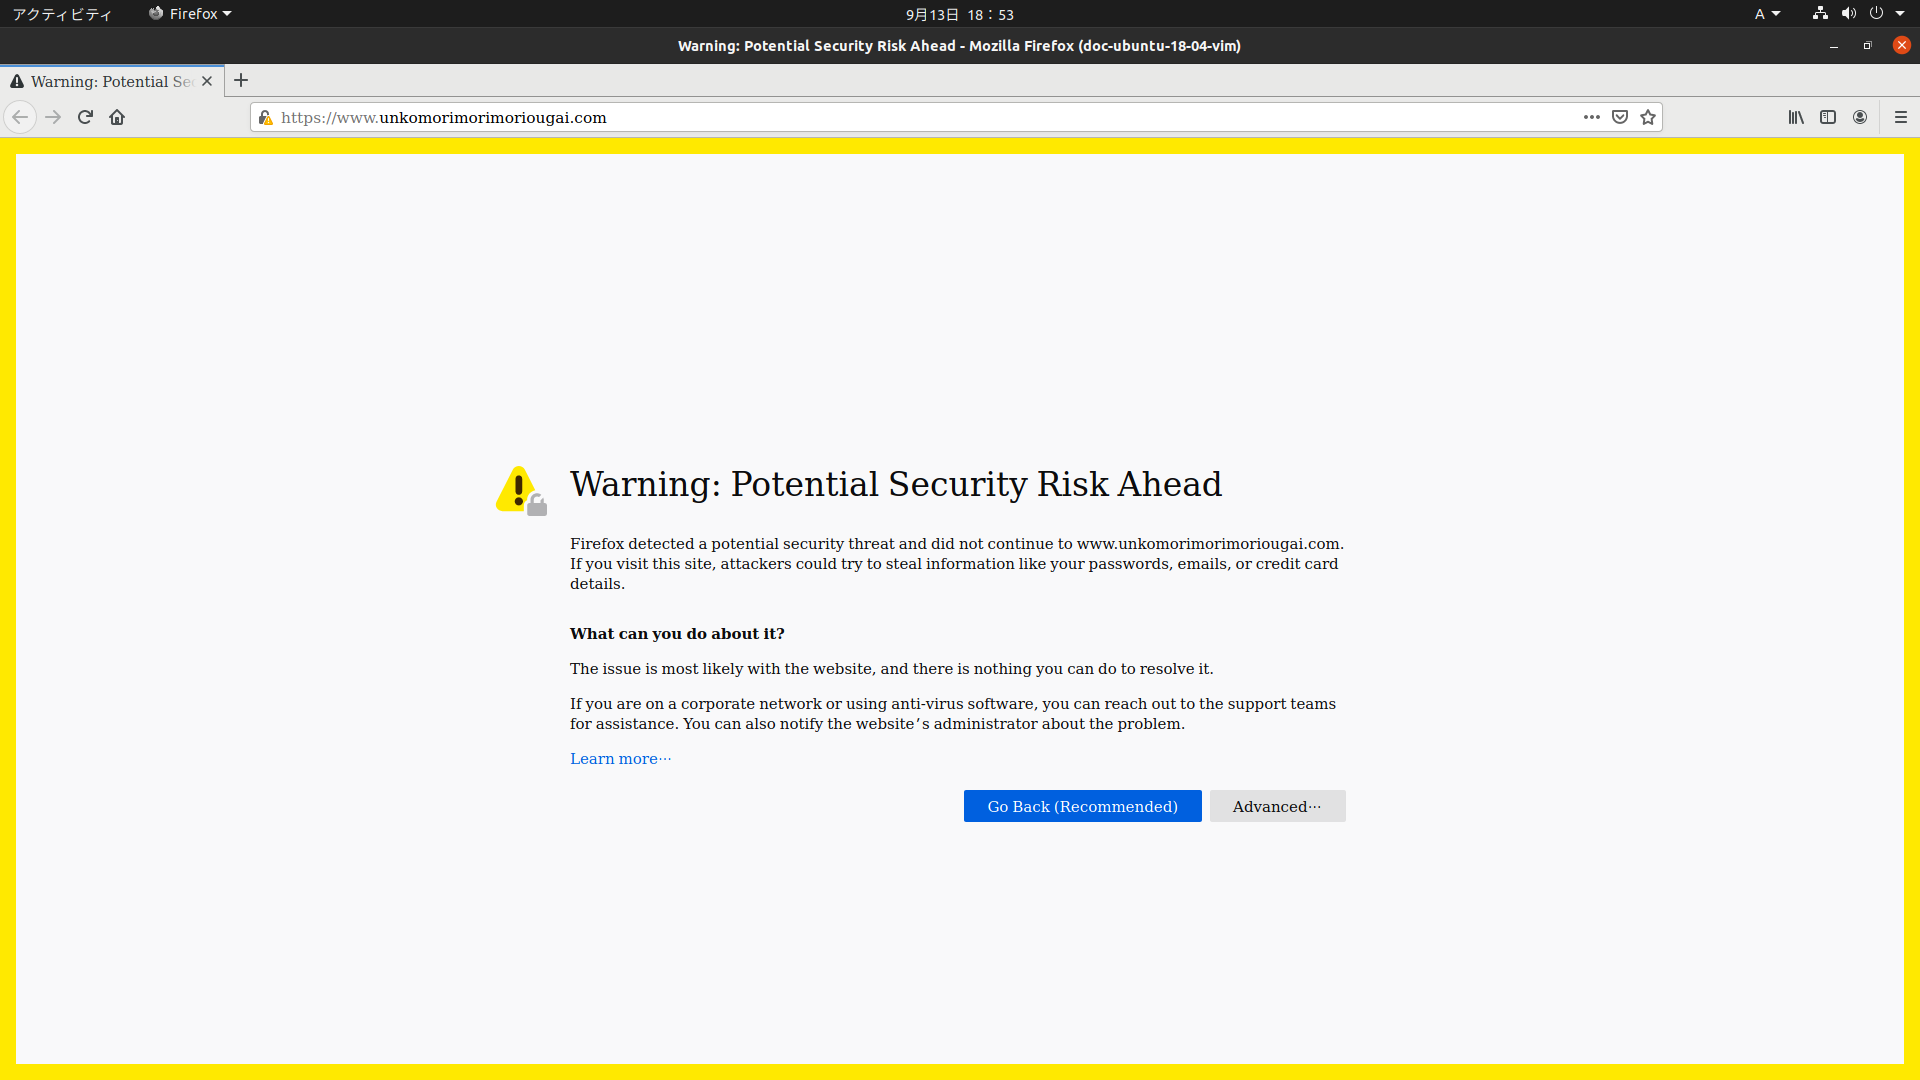 アクティビティ
Firefox
9月13日 18:53
A
Warning: Potential Security Risk Ahead - Mozilla Firefox (doc-ubuntu-18-04-vim)
Warning: Potential Se
https://www.unkomorimorimoriougai.com
Warning: Potential Security Risk Ahead
Firefox detected a potential security threat and did not continue to www.unkomorimorimoriougai.com.
If you visit this site, attackers could try to steal information like your passwords, emails, or credit card
details.
What can you do about it?
The issue is most likely with the website, and there is nothing you can do to resolve it.
If you are on a corporate network or using anti-virus software, you can reach out to the support teams
for assistance. You can also notify the website’s administrator about the problem.
Learn more…
Go Back (Recommended)
Advanced…